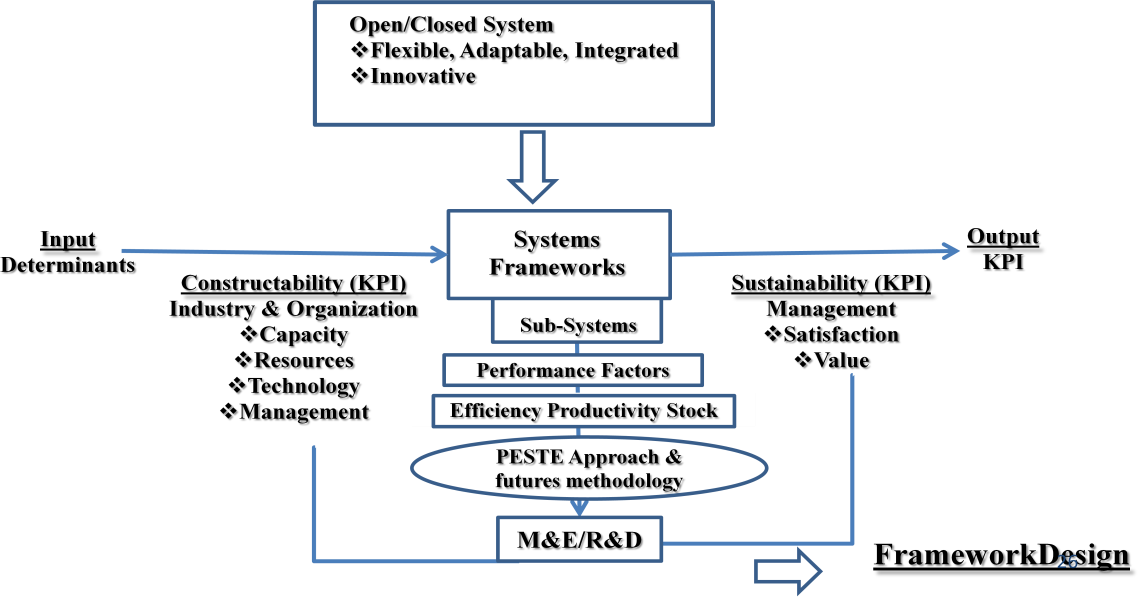 Open/Closed System
❖Flexible, Adaptable, Integrated
❖Innovative
Input
Determinants
Systems
Frameworks
Output
KPI
Constructability (KPI)
Industry & Organization
❖Capacity
❖Resources
❖Technology
❖Management
Sustainability (KPI)
Management
❖Satisfaction
❖Value
Sub-Systems
Performance Factors
Efficiency Productivity Stock
PESTE Approach &
futures methodology
M&E/R&D
FrameworkDesign
26